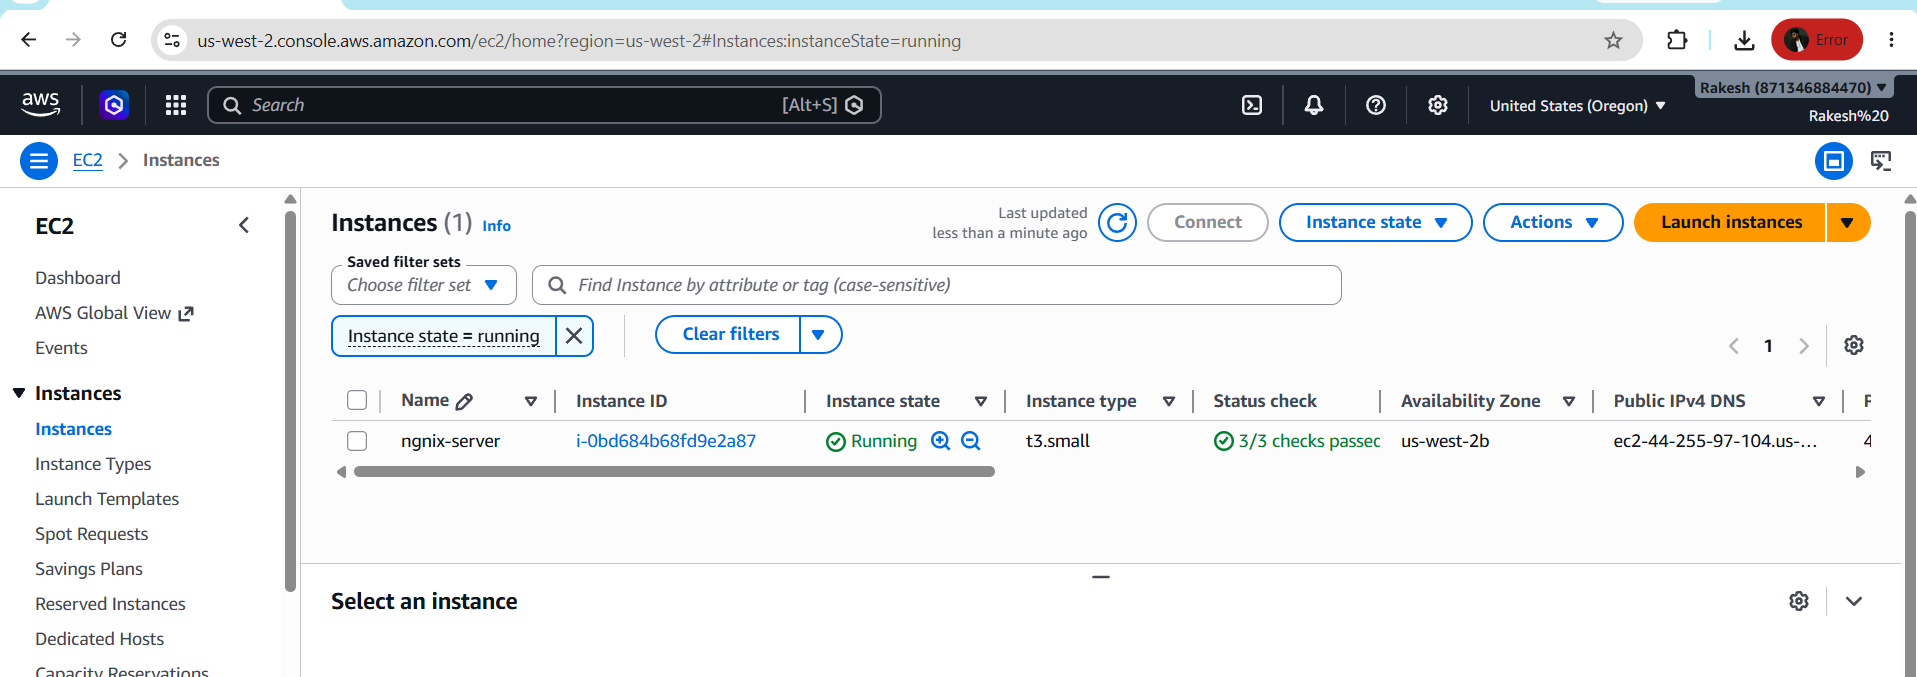 us-west-2.console.aws.amazon.com/ec2/home?region=us-west-2#Instances:instanceState=running
Error
aws
Search
[Alt+S]
United States (Oregon)
Rakesh (871346884470)
Rakesh%20
EC2
Instances
EC2
Dashboard
AWS Global View
Events
Instances
Instances
Instance Types
Launch Templates
Spot Requests
Savings Plans
Reserved Instances
Dedicated Hosts
Capacity Reservations
Instances (1) Info
Last updated
less than a minute ago
Connect
Instance state
Actions
Launch instances
Saved filter sets
Choose filter set
Find Instance by attribute or tag (case-sensitive)
Instance state = running
Clear filters
1
Name Instance ID Instance state Instance type Status check Availability Zone Public IPv4 DNS P
ngnix-server i-0bd684b68fd9e2a87 Running t3.small 3/3 checks passed us-west-2b ec2-44-255-97-104.us-... 4
Select an instance